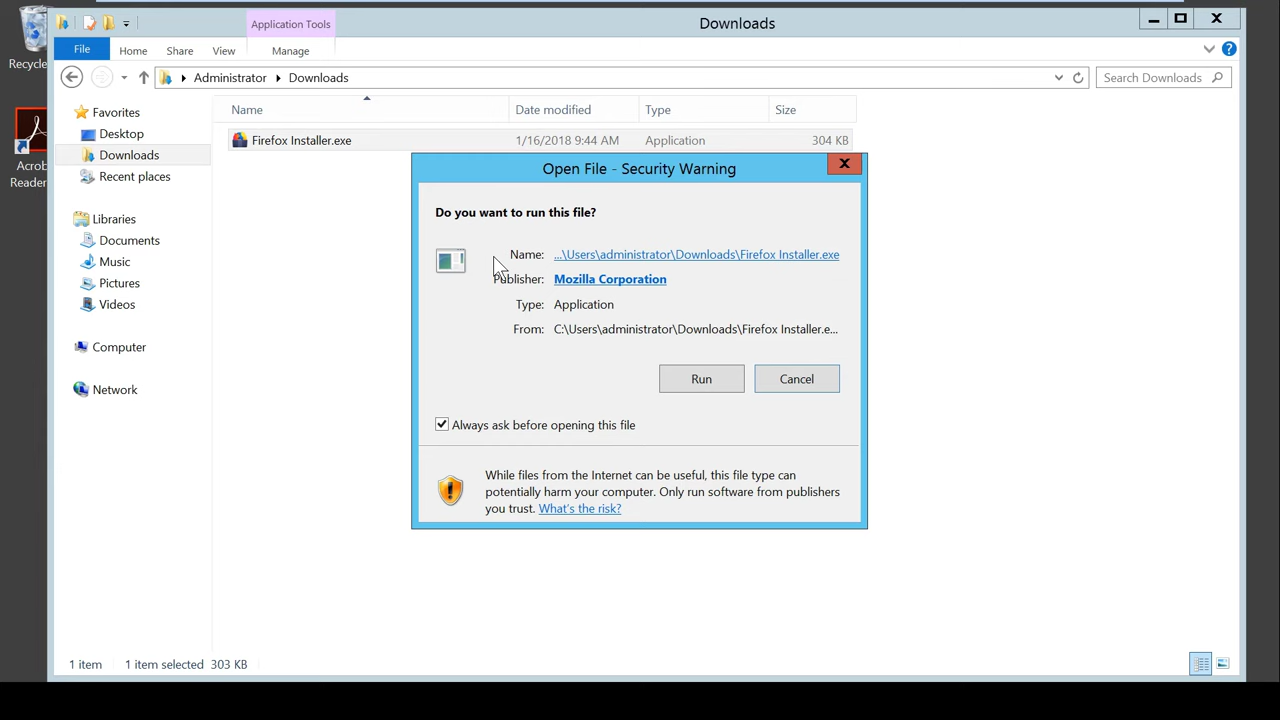 Application Tools
Downloads
File
Home
Share
View
Manage
Administrator
Downloads
Search Downloads
Recycle
Acrob
Reader
Favorites
Desktop
Downloads
Recent places
Libraries
Documents
Music
Pictures
Videos
Computer
Network
Name
Date modified
Type
Size
Firefox Installer.exe
1/16/2018 9:44 AM
Application
304 KB
Open File - Security Warning
Do you want to run this file?
Name: ...\Users\administrator\Downloads\Firefox Installer.exe
Publisher: Mozilla Corporation
Type: Application
From: C:\Users\administrator\Downloads\Firefox Installer.e...
Run
Cancel
Always ask before opening this file
While files from the Internet can be useful, this file type can
potentially harm your computer. Only run software from publishers
you trust. What's the risk?
1 item
1 item selected 303 KB